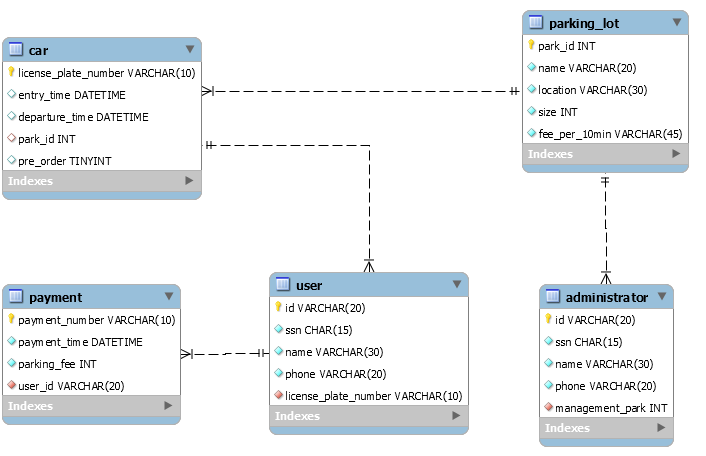 car
license_plate_number VARCHAR(10)
entry_time DATETIME
departure_time DATETIME
park_id INT
pre_order TINYINT
Indexes
parking_lot
park_id INT
name VARCHAR(20)
location VARCHAR(30)
size INT
fee_per_10min VARCHAR(45)
Indexes
payment
payment_number VARCHAR(10)
payment_time DATETIME
parking_fee INT
user_id VARCHAR(20)
Indexes
user
id VARCHAR(20)
ssn CHAR(15)
name VARCHAR(30)
phone VARCHAR(20)
license_plate_number VARCHAR(10)
Indexes
administrator
id VARCHAR(20)
ssn CHAR(15)
name VARCHAR(30)
phone VARCHAR(20)
management_park INT
Indexes